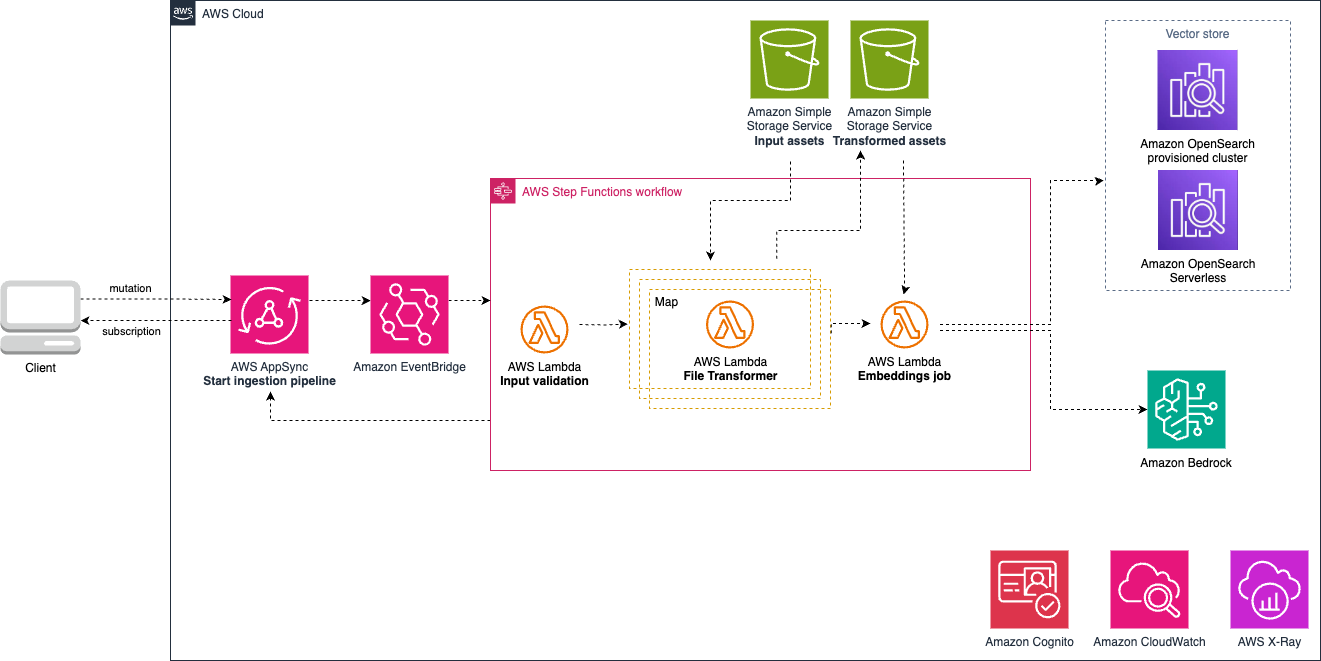 aws
AWS Cloud
Amazon Simple
Storage Service
Input assets
Amazon Simple
Storage Service
Transformed assets
Vector store
Amazon OpenSearch
provisioned cluster
Amazon OpenSearch
Serverless
AWS Step Functions workflow
mutation
subscription
Client
AWS AppSync
Start ingestion pipeline
Amazon EventBridge
AWS Lambda
Input validation
Map
AWS Lambda
File Transformer
AWS Lambda
Embeddings job
Amazon Bedrock
Amazon Cognito
Amazon CloudWatch
AWS X-Ray